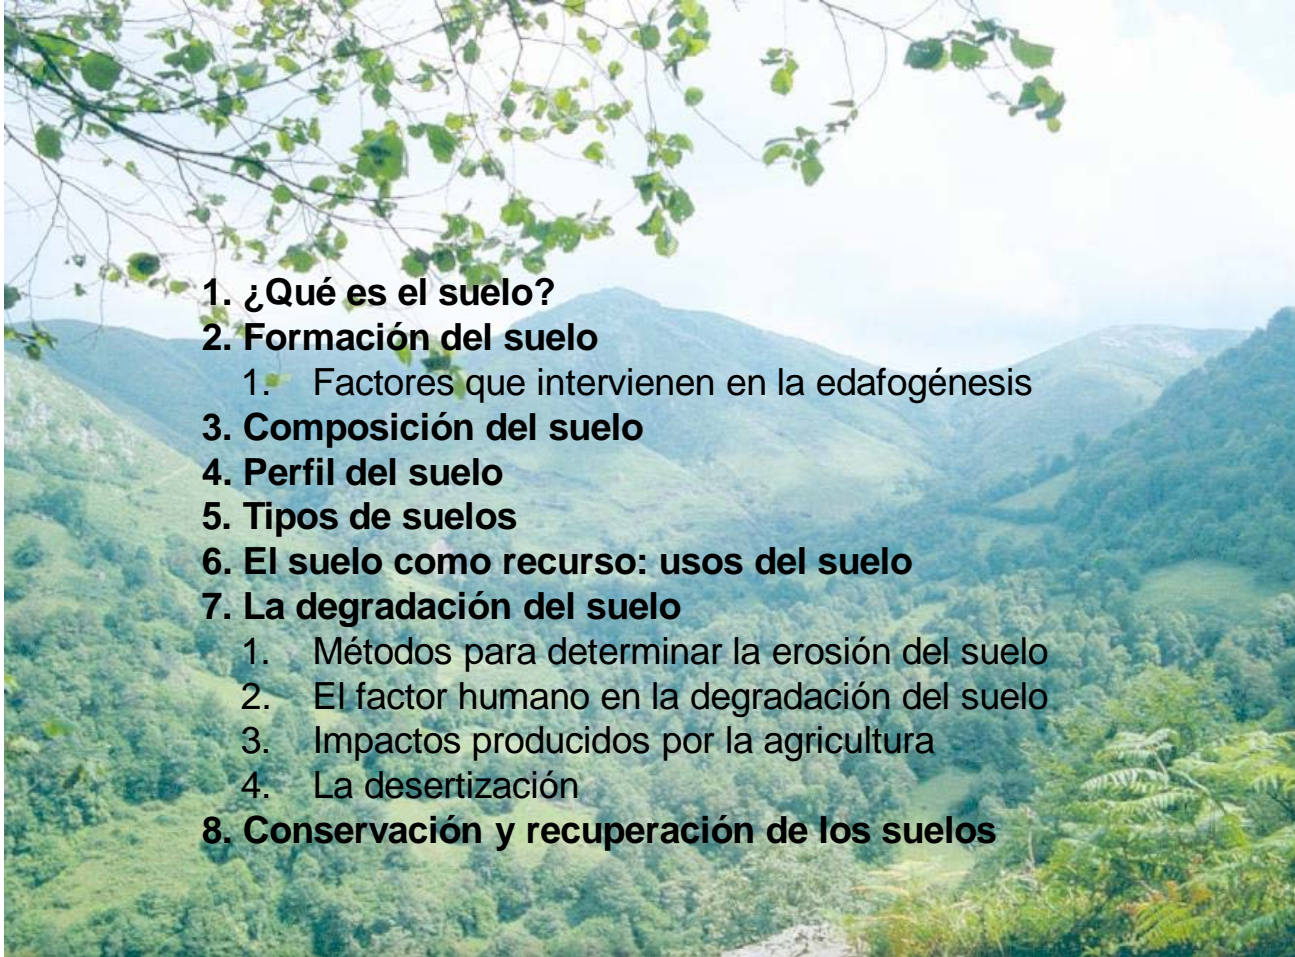 1. ¿Qué es el suelo?
2. Formación del suelo
1. Factores que intervienen en la edafogénesis
3. Composición del suelo
4. Perfil del suelo
5. Tipos de suelos
6. El suelo como recurso: usos del suelo
7. La degradación del suelo
1. Métodos para determinar la erosión del suelo
2. El factor humano en la degradación del suelo
3. Impactos producidos por la agricultura
4. La desertización
8. Conservación y recuperación de los suelos